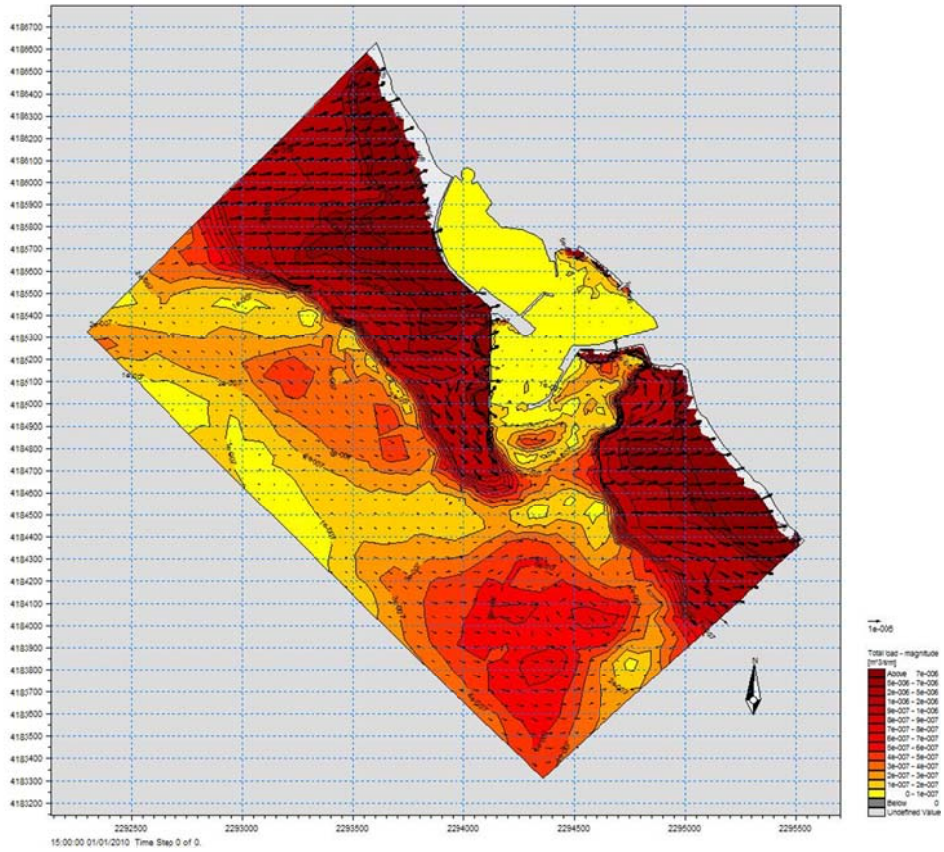 4186700
4186600
4186500
4186400
4186300
4186200
4186100
4186000
4185900
4185800
4185700
4185600
4185500
4185400
4185300
4185200
4185100
4185000
4184900
4184800
4184700
4184600
4184500
4184400
4184300
4184200
4184100
4184000
4183900
4183800
4183700
4183600
4183500
4183400
4183300
4183200
2292500 2293000 2293500 2294000 2294500 2295000 2295500
15:00:00 01/01/2010 Time Step 0 of 0.
1e-006
Total load - magnitude
[m^3/s/m]
Above 7e-006
5e-006 - 7e-006
2e-006 - 5e-006
1e-006 - 2e-006
9e-007 - 1e-006
8e-007 - 9e-007
7e-007 - 8e-007
6e-007 - 7e-007
5e-007 - 6e-007
4e-007 - 5e-007
3e-007 - 4e-007
2e-007 - 3e-007
1e-007 - 2e-007
0 - 1e-007
Below 0
Undefined Value
N